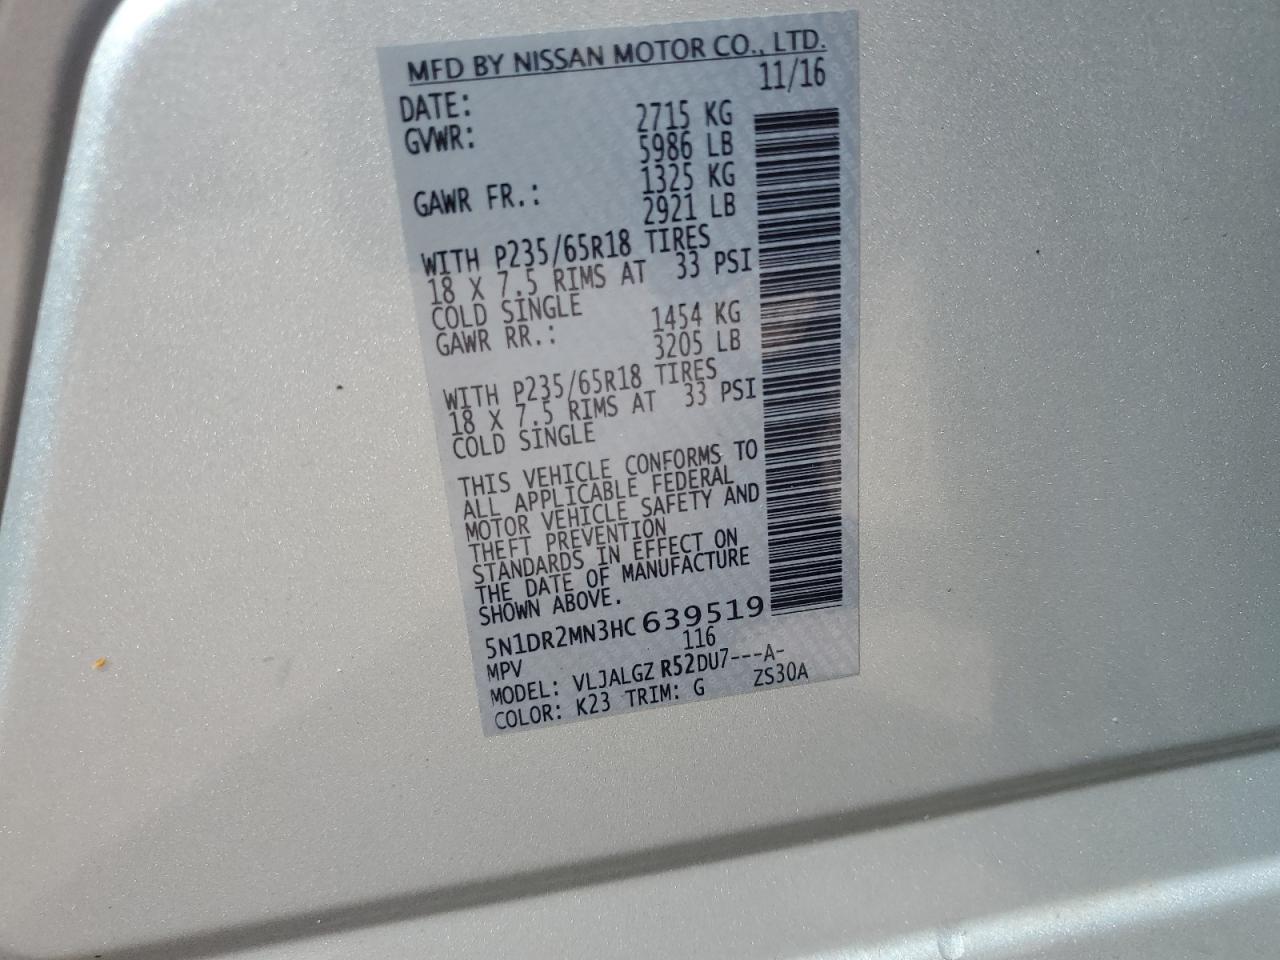 MFD BY NISSAN MOTOR CO., LTD.
DATE: 11/16
GVWR: 2715 KG
5986 LB
GAWR FR.: 1325 KG
2921 LB
WITH P235/65R18 TIRES
18 X 7.5 RIMS AT 33 PSI
COLD SINGLE
GAWR RR.: 1454 KG
3205 LB
WITH P235/65R18 TIRES
18 X 7.5 RIMS AT 33 PSI
COLD SINGLE
THIS VEHICLE CONFORMS TO
ALL APPLICABLE FEDERAL
MOTOR VEHICLE SAFETY AND
THEFT PREVENTION
STANDARDS IN EFFECT ON
THE DATE OF MANUFACTURE
SHOWN ABOVE.
5N1DR2MN3HC639519
MPV 116
MODEL: VLJALGZ R52DU7---A-
COLOR: K23 TRIM: G ZS30A